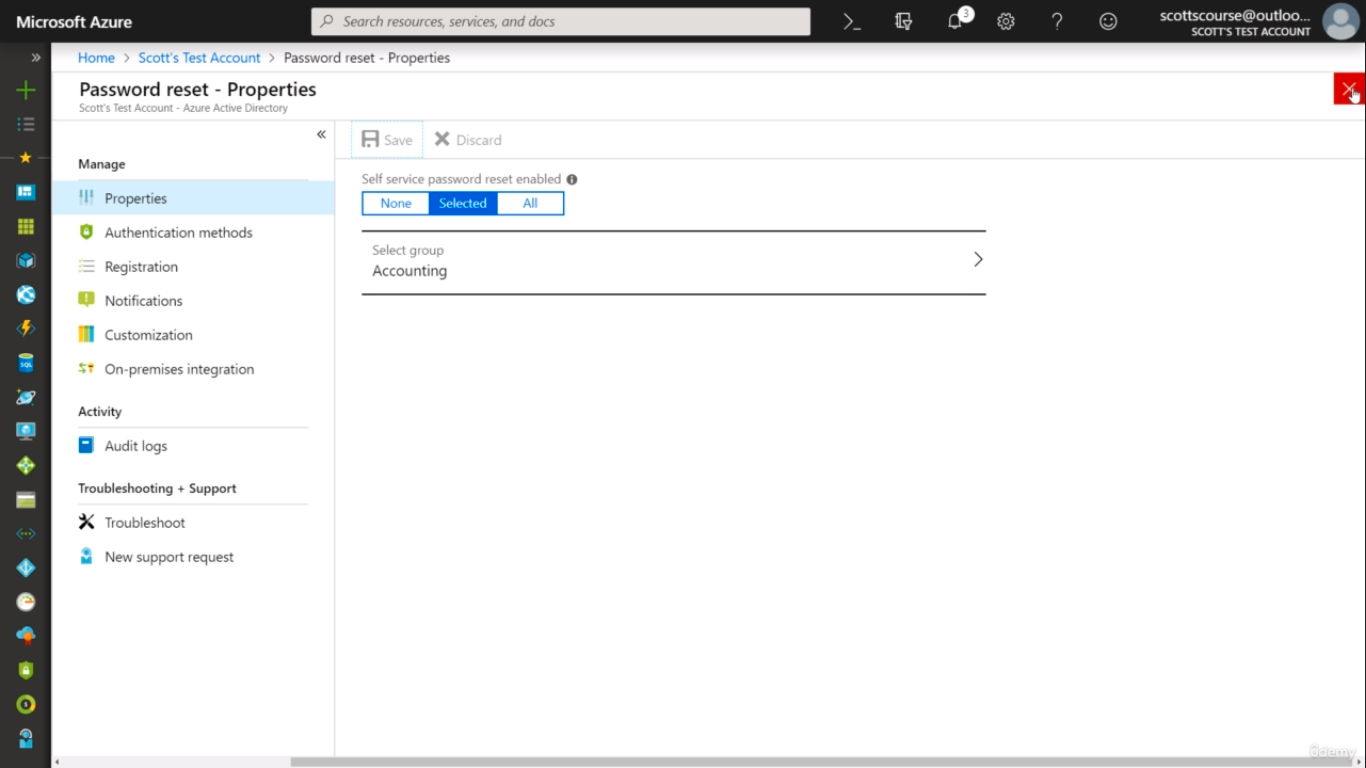 Microsoft Azure
Search resources, services, and docs
3
scottscourse@outloo...
SCOTT'S TEST ACCOUNT
Home > Scott's Test Account > Password reset - Properties
Password reset - Properties
Scott's Test Account - Azure Active Directory
Save
Discard
Manage
Properties
Authentication methods
Registration
Notifications
Customization
On-premises integration
Activity
Audit logs
Troubleshooting + Support
Troubleshoot
New support request
Self service password reset enabled
None
Selected
All
Select group
Accounting
SQL
ûdemy